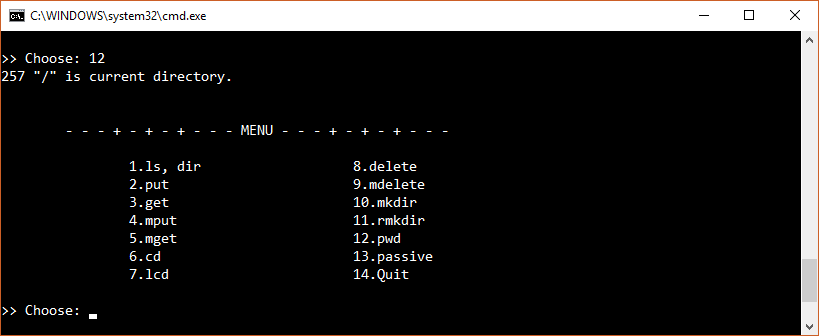 C:\WINDOWS\system32\cmd.exe
>> Choose: 12
257 "/" is current directory.
- - - + - + - + - - - MENU - - - + - + - + - - -
1.ls, dir 8.delete
2.put 9.mdelete
3.get 10.mkdir
4.mput 11.rmkdir
5.mget 12.pwd
6.cd 13.passive
7.lcd 14.Quit
>> Choose: